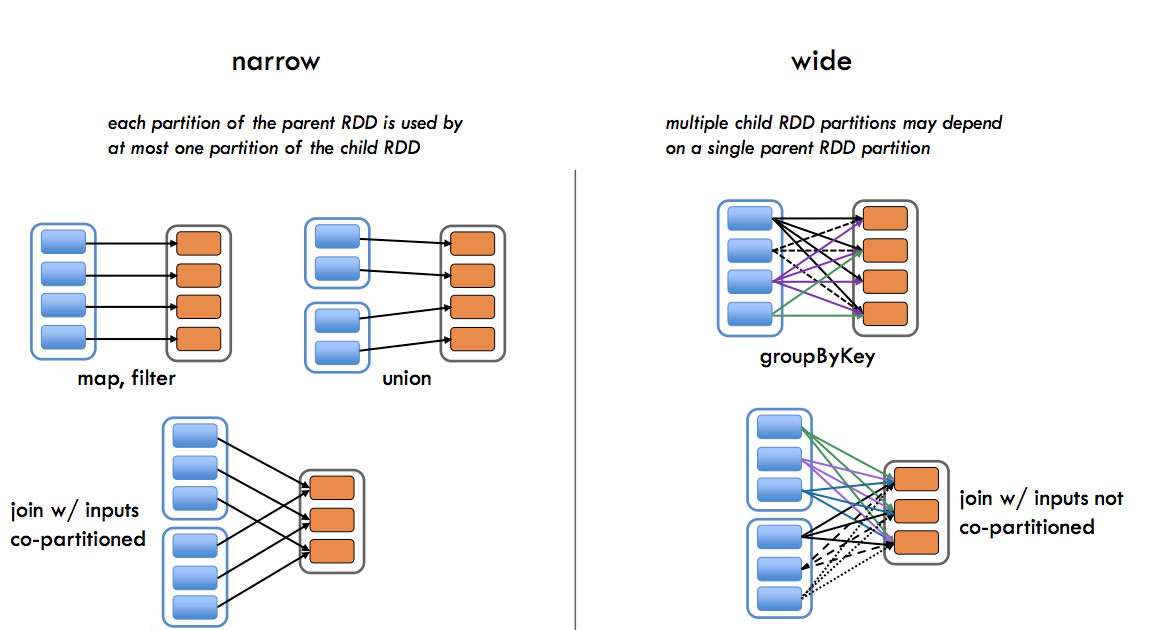 narrow
each partition of the parent RDD is used by
at most one partition of the child RDD
map, filter
union
join w/ inputs
co-partitioned
wide
multiple child RDD partitions may depend
on a single parent RDD partition
groupByKey
join w/ inputs not
co-partitioned